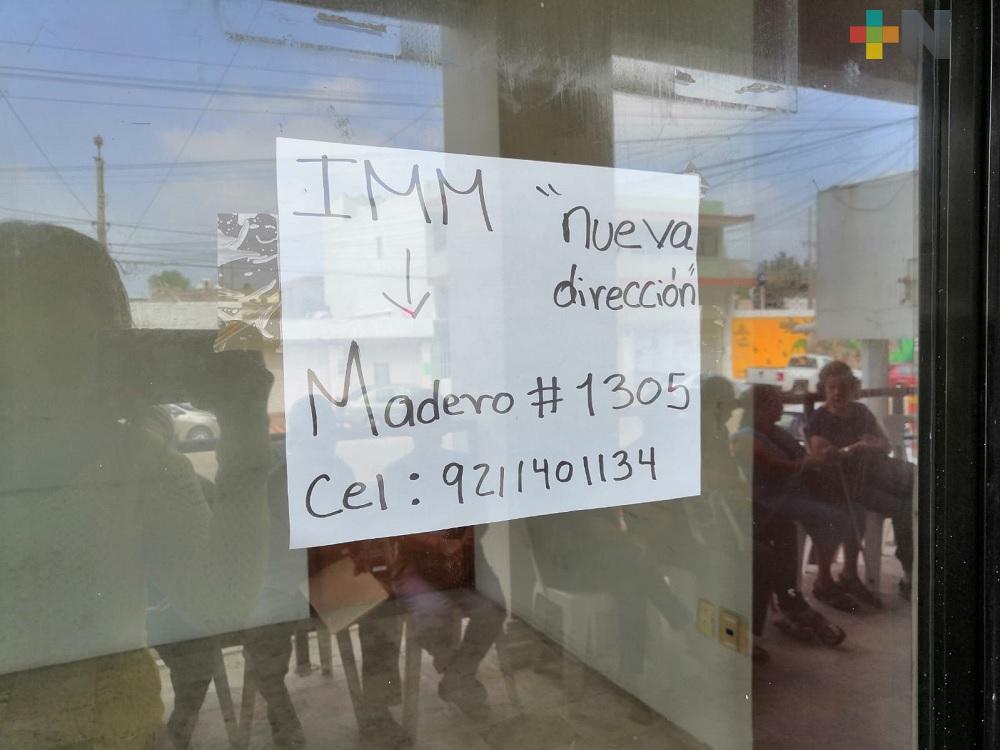 IMM "nueva
dirección"
Madero # 1305
Cel: 9211401134
+N